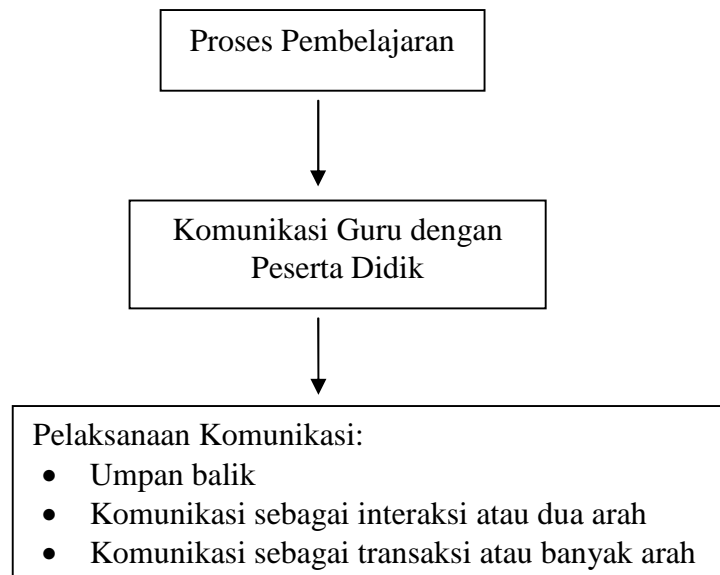 Proses Pembelajaran
Komunikasi Guru dengan
Peserta Didik
Pelaksanaan Komunikasi:
• Umpan balik
• Komunikasi sebagai interaksi atau dua arah
• Komunikasi sebagai transaksi atau banyak arah